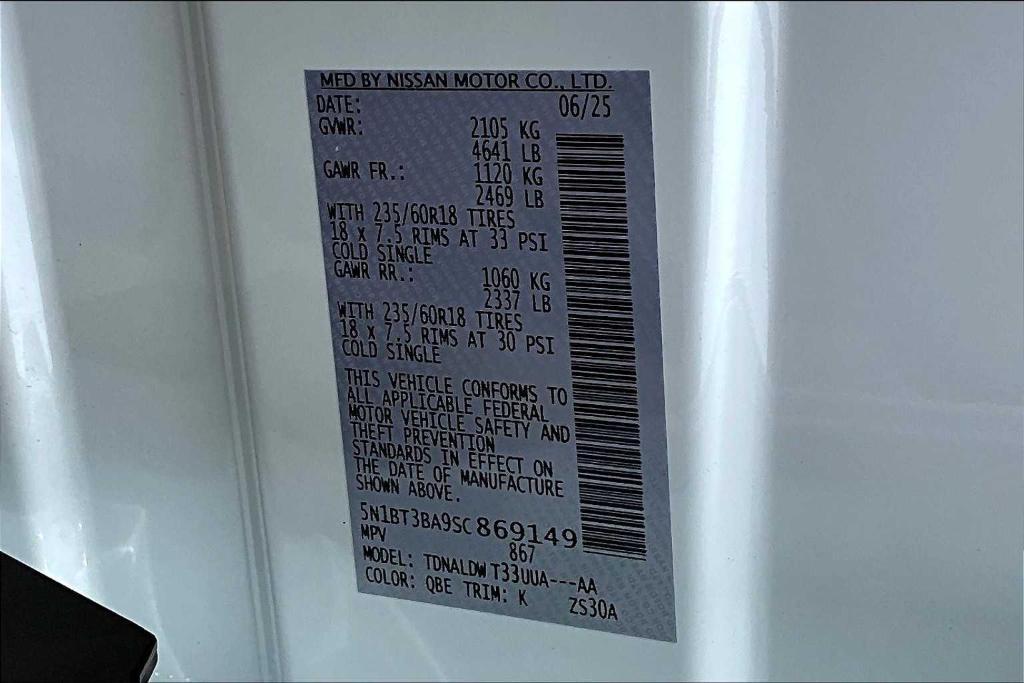 MFD BY NISSAN MOTOR CO., LTD.
DATE: 06/25
GVWR: 2105 KG
4641 LB
GAWR FR.: 1120 KG
2469 LB
WITH 235/60R18 TIRES
18 x 7.5 RIMS AT 33 PSI
COLD SINGLE
GAWR RR.: 1060 KG
2337 LB
WITH 235/60R18 TIRES
18 x 7.5 RIMS AT 30 PSI
COLD SINGLE
THIS VEHICLE CONFORMS TO
ALL APPLICABLE FEDERAL
MOTOR VEHICLE SAFETY AND
THEFT PREVENTION
STANDARDS IN EFFECT ON
THE DATE OF MANUFACTURE
SHOWN ABOVE.
5N1BT3BA9SC869149
MPV 867
MODEL: TDNALDWT33UUA---AA
COLOR: QBE TRIM: K ZS30A